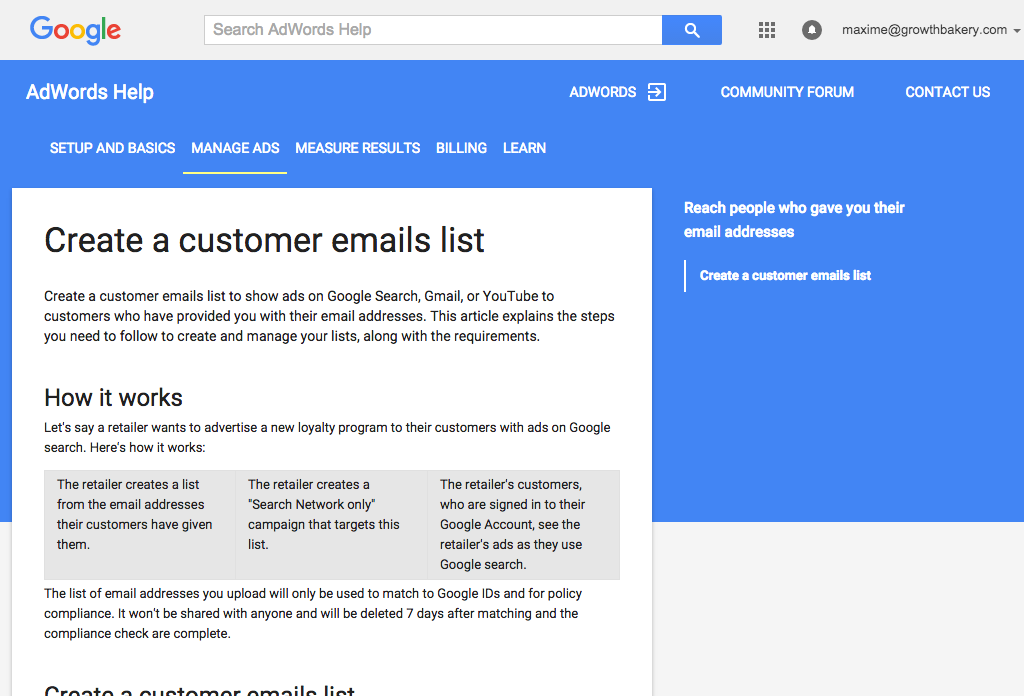 Google
Search AdWords Help
maxime@growthbakery.com
AdWords Help
ADWORDS
COMMUNITY FORUM
CONTACT US
SETUP AND BASICS
MANAGE ADS
MEASURE RESULTS
BILLING
LEARN
Create a customer emails list
Create a customer emails list to show ads on Google Search, Gmail, or YouTube to
customers who have provided you with their email addresses. This article explains the steps
you need to follow to create and manage your lists, along with the requirements.
How it works
Let's say a retailer wants to advertise a new loyalty program to their customers with ads on Google
search. Here's how it works:
The retailer creates a list
from the email addresses
their customers have given
them.
The retailer creates a
"Search Network only"
campaign that targets this
list.
The retailer's customers,
who are signed in to their
Google Account, see the
retailer's ads as they use
Google search.
The list of email addresses you upload will only be used to match to Google IDs and for policy
compliance. It won't be shared with anyone and will be deleted 7 days after matching and the
compliance check are complete.
Create a customer emails list
Reach people who gave you their
email addresses
Create a customer emails list